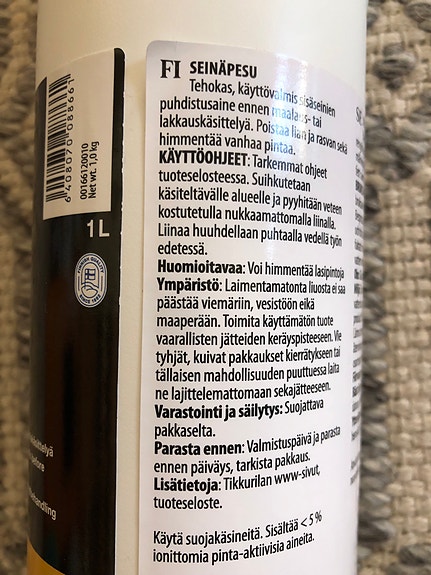 FI SEINÄPESU
Tehokas, käyttövalmis sisäseinien
puhdistusaine ennen maalaus- tai
lakkauskäsittelyä. Poistaa lian ja rasvan sekä
himmentää vanhaa pintaa.
KÄYTTÖOHJEET: Tarkemmat ohjeet
tuoteselosteessa. Suihkutetaan
käsiteltävälle alueelle ja pyyhitään veteen
kostutetulla nukkaamattomalla liinalla.
Liinaa huuhdellaan puhtaalla vedellä työn
edetessä.
Huomioitavaa: Voi himmentää lasipintoja
Ympäristö: Laimentamatonta liuosta ei saa
päästää viemäriin, vesistöön eikä
maaperään. Toimita käyttämätön tuote
vaarallisten jätteiden keräyspisteeseen. Vie
tyhjät, kuivat pakkaukset kierrätykseen tai
tällaisen mahdollisuuden puuttuessa laita
ne lajittelemattomaan sekajätteeseen.
Varastointi ja säilytys: Suojattava
pakkaselta.
Parasta ennen: Valmistuspäivä ja parasta
ennen päiväys, tarkista pakkaus.
Lisätietoja: Tikkurilan www-sivut,
tuoteseloste.
Käytä suojakäsineitä. Sisältää < 5 %
ionittomia pinta-aktiivisia aineita.
6 408070 088661
00166120010
Net wt. 1,0 kg
1L